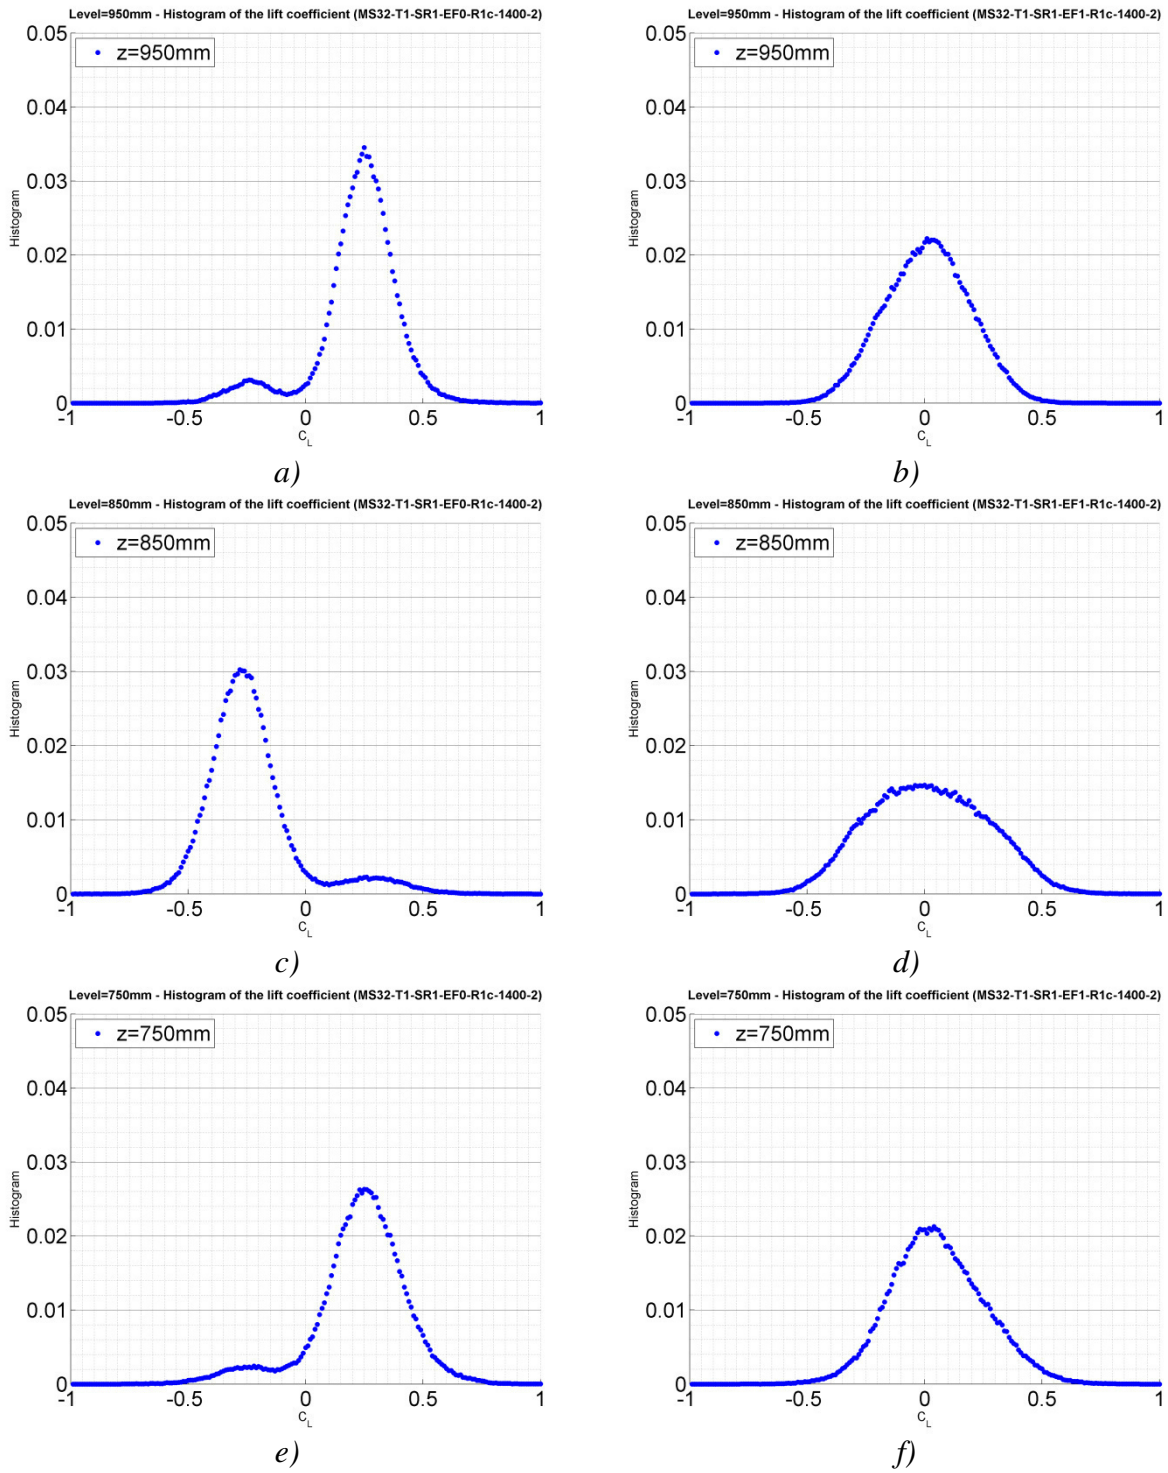 Level=950mm - Histogram of the lift coefficient (MS32-T1-SR1-EF0-R1c-1400-2)
z=950mm
0.05
0.04
0.03
0.02
0.01
0
Histogram
-1 -0.5 0 0.5 1
C_L
a)
Level=950mm - Histogram of the lift coefficient (MS32-T1-SR1-EF1-R1c-1400-2)
z=950mm
0.05
0.04
0.03
0.02
0.01
0
Histogram
-1 -0.5 0 0.5 1
C_L
b)
Level=850mm - Histogram of the lift coefficient (MS32-T1-SR1-EF0-R1c-1400-2)
z=850mm
0.05
0.04
0.03
0.02
0.01
0
Histogram
-1 -0.5 0 0.5 1
C_L
c)
Level=850mm - Histogram of the lift coefficient (MS32-T1-SR1-EF1-R1c-1400-2)
z=850mm
0.05
0.04
0.03
0.02
0.01
0
Histogram
-1 -0.5 0 0.5 1
C_L
d)
Level=750mm - Histogram of the lift coefficient (MS32-T1-SR1-EF0-R1c-1400-2)
z=750mm
0.05
0.04
0.03
0.02
0.01
0
Histogram
-1 -0.5 0 0.5 1
C_L
e)
Level=750mm - Histogram of the lift coefficient (MS32-T1-SR1-EF1-R1c-1400-2)
z=750mm
0.05
0.04
0.03
0.02
0.01
0
Histogram
-1 -0.5 0 0.5 1
C_L
f)